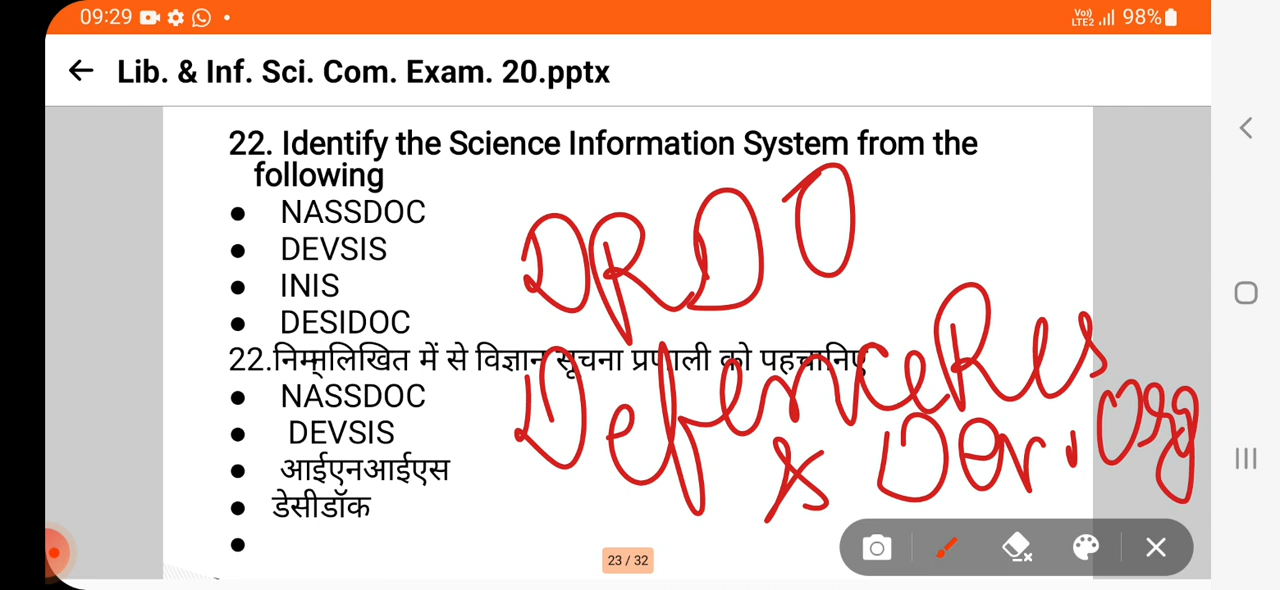 09:29
Vo)) LTE2 98%
Lib. & Inf. Sci. Com. Exam. 20.pptx
22. Identify the Science Information System from the
following
● NASSDOC
● DEVSIS
● INIS
● DESIDOC
DRDO
22.निम्नलिखित में से विज्ञान सूचना प्रणाली को पहचानिए
● NASSDOC
● DEVSIS
● आईएनआईएस
● डेसीडॉक
●
Defence Res
& Dev. Org
23 / 32